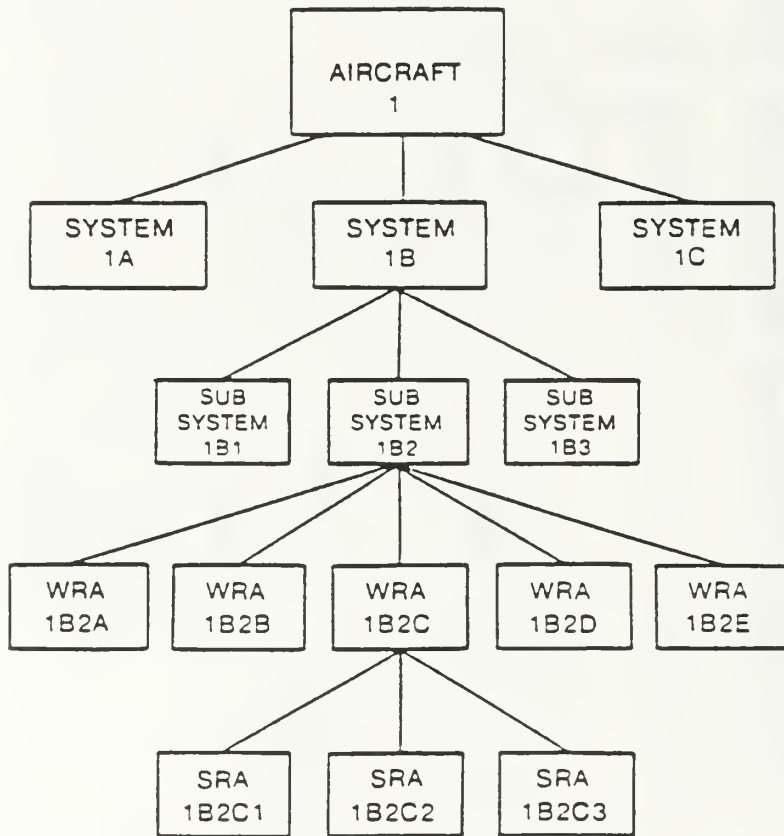 AIRCRAFT
1
SYSTEM
1A
SYSTEM
1B
SYSTEM
1C
SUB
SYSTEM
1B1
SUB
SYSTEM
1B2
SUB
SYSTEM
1B3
WRA
1B2A
WRA
1B2B
WRA
1B2C
WRA
1B2D
WRA
1B2E
SRA
1B2C1
SRA
1B2C2
SRA
1B2C3